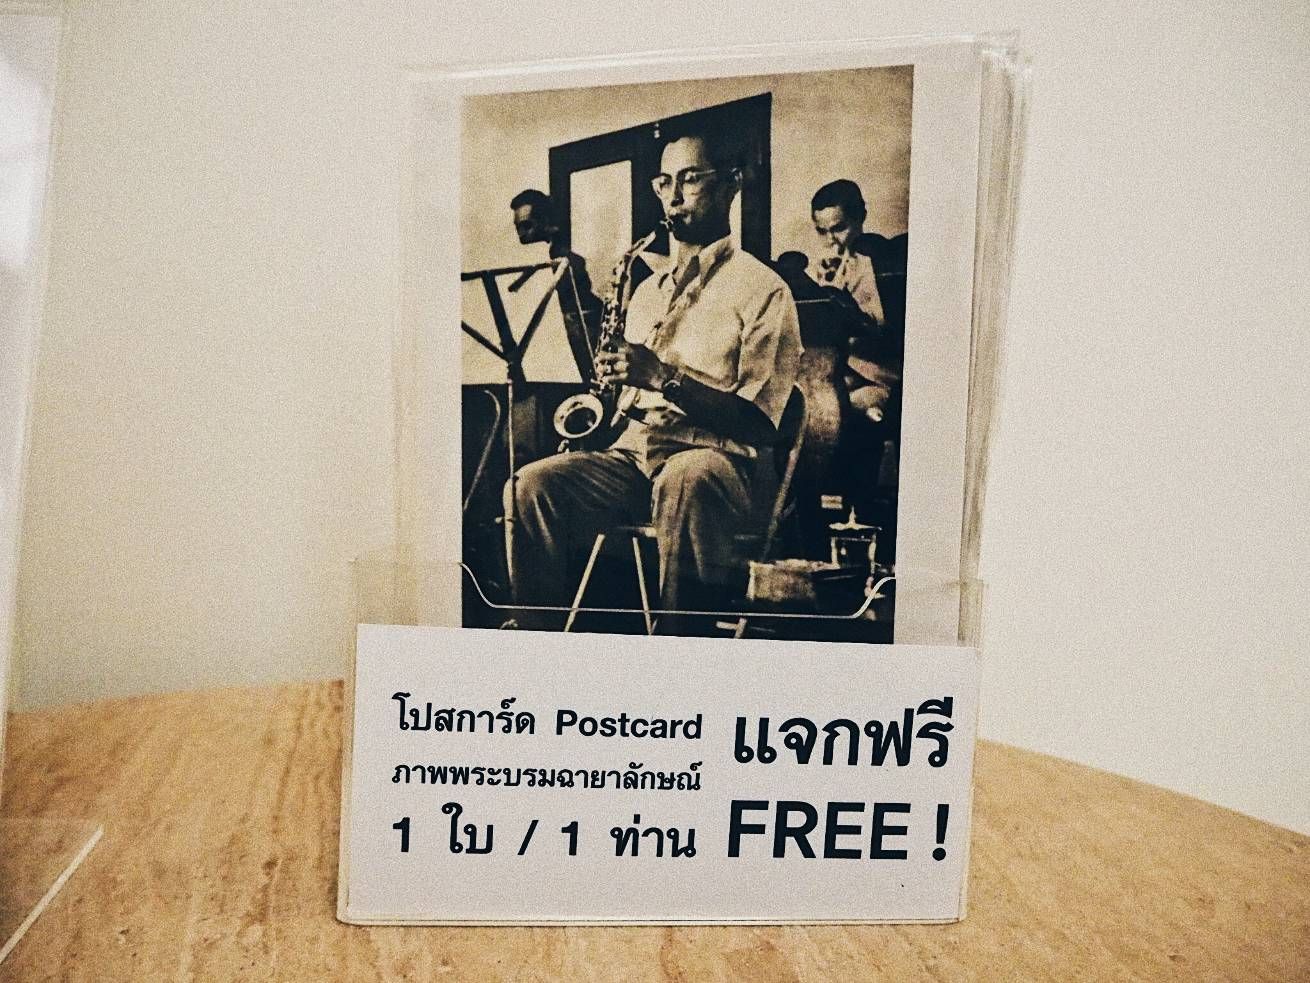 โปสการ์ด Postcard
ภาพพระบรมฉายาลักษณ์
1 ใบ / 1 ท่าน
แจกฟรี
FREE !